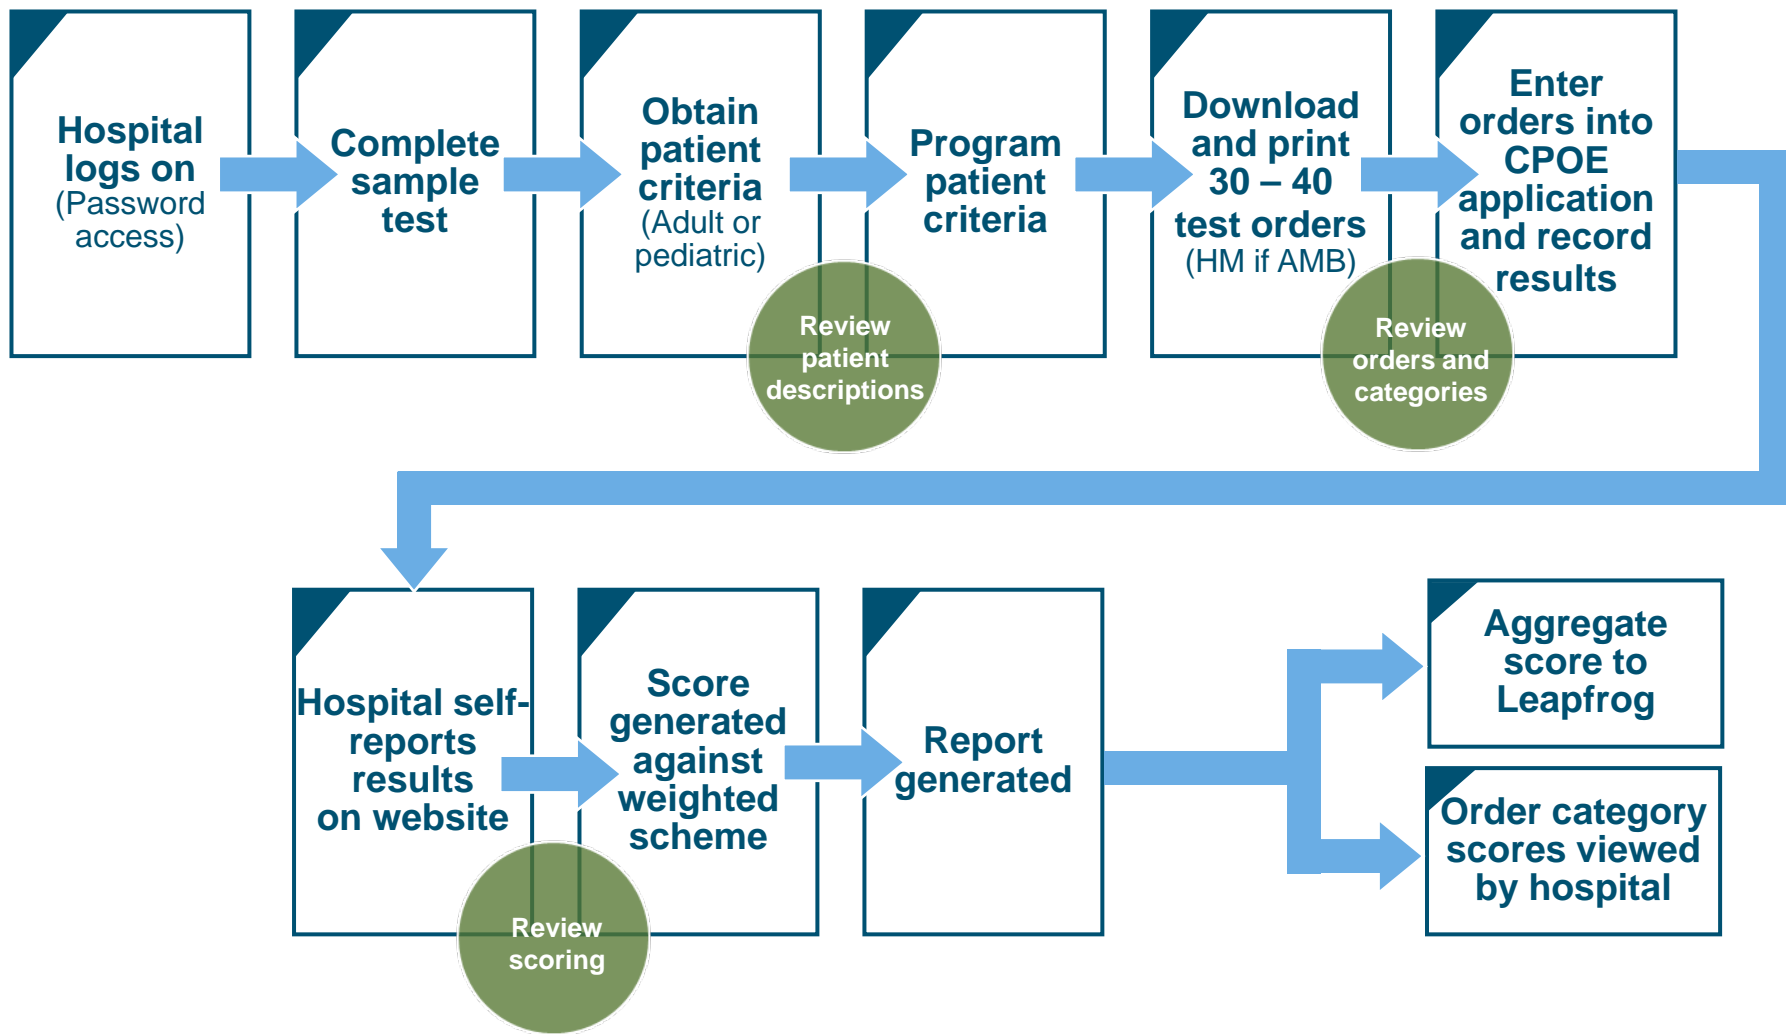 Hospital
logs on
(Password
access)
Complete
sample
test
Obtain
patient
criteria
(Adult or
pediatric)
Program
patient
criteria
Download
and print
30 – 40
test orders
(HM if AMB)
Enter
orders into
CPOE
application
and record
results
Review
patient
descriptions
Review
orders and
categories
Hospital self-
reports
results
on website
Score
generated
against
weighted
scheme
Report
generated
Aggregate
score to
Leapfrog
Order category
scores viewed
by hospital
Review
scoring